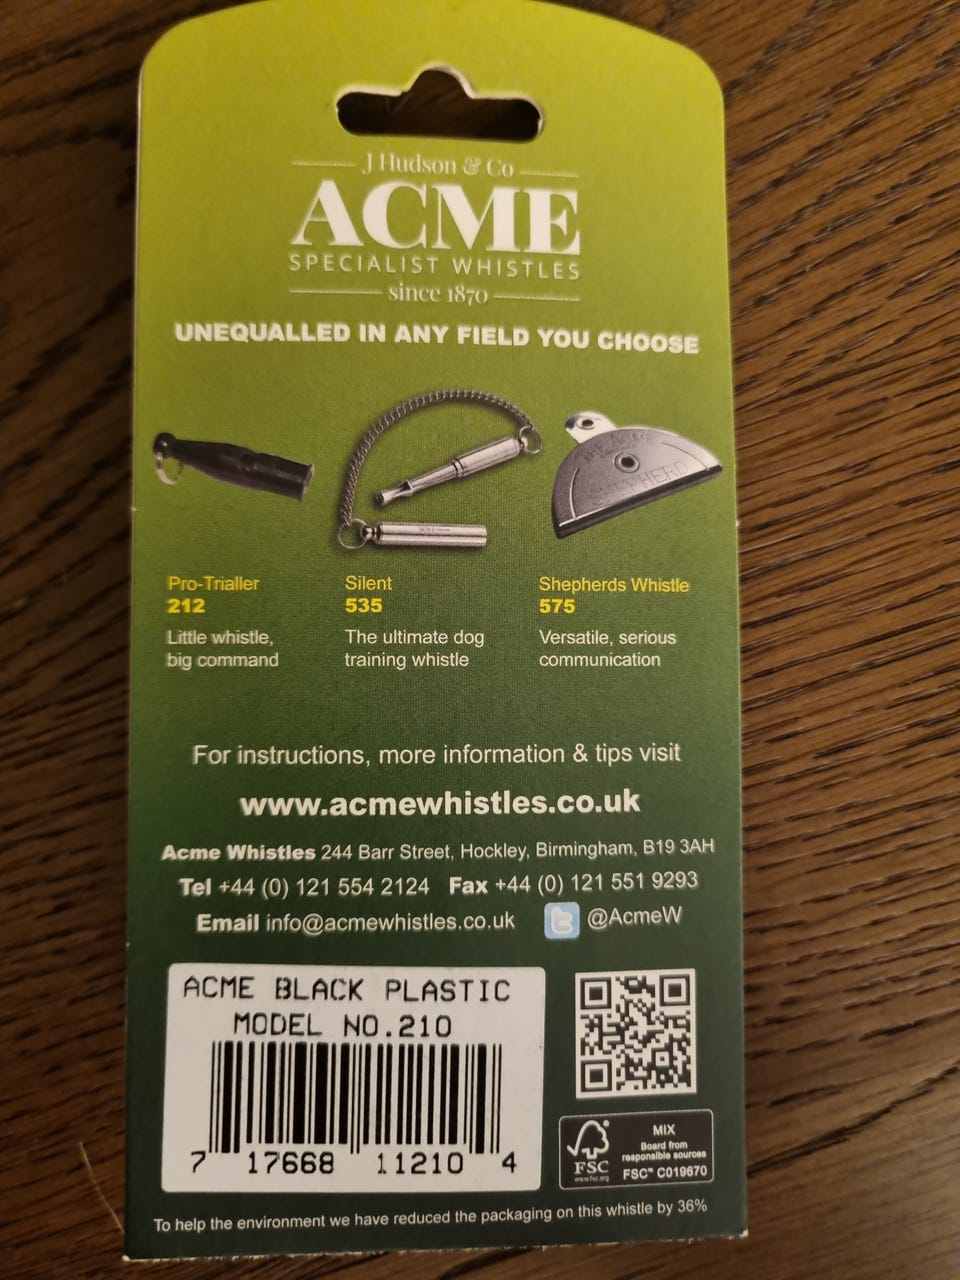 J Hudson & Co
ACME
SPECIALIST WHISTLES
since 1870
UNEQUALLED IN ANY FIELD YOU CHOOSE
Pro-Trialler
212
Little whistle,
big command
Silent
535
The ultimate dog
training whistle
SHEPHERD
Shepherds Whistle
575
Versatile, serious
communication
For instructions, more information & tips visit
www.acmewhistles.co.uk
Acme Whistles 244 Barr Street, Hockley, Birmingham, B19 3AH
Tel +44 (0) 121 554 2124 Fax +44 (0) 121 551 9293
Email info@acmewhistles.co.uk @AcmeW
ACME BLACK PLASTIC
MODEL NO.210
7 17668 11210 4
FSC
www.fsc.org
MIX
Board from
responsible sources
FSC™ C019670
To help the environment we have reduced the packaging on this whistle by 36%